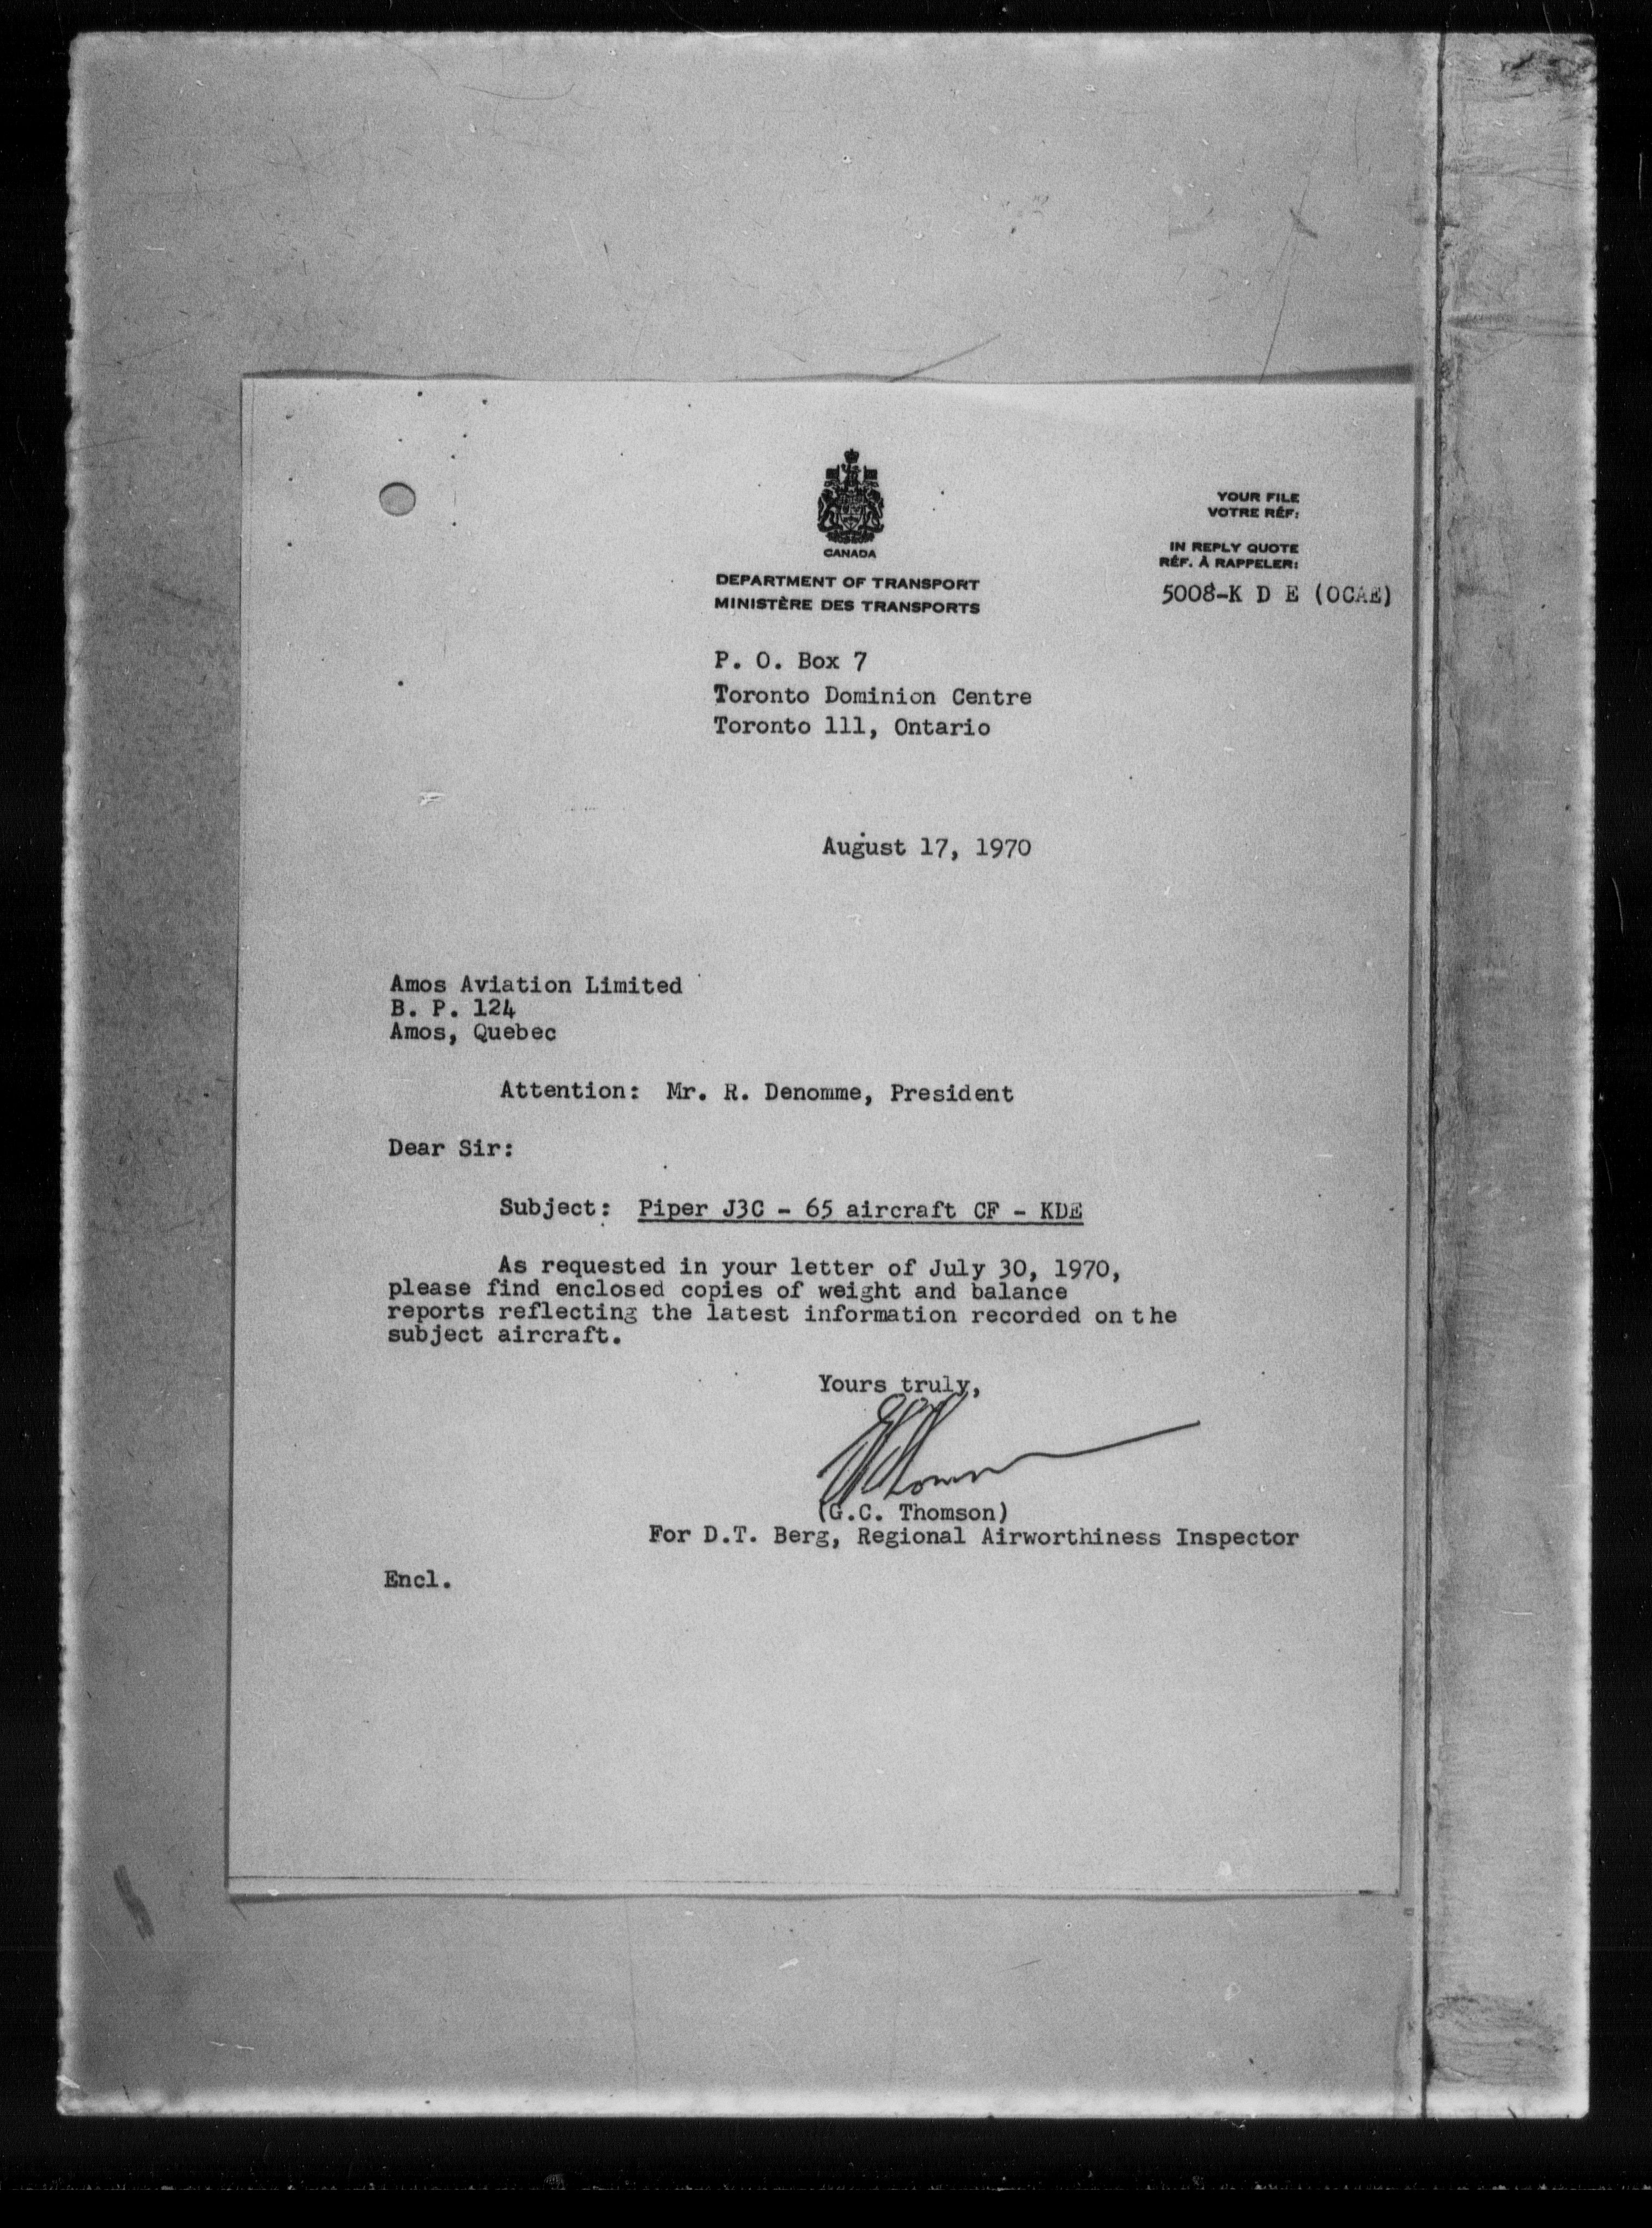 CANADA
DEPARTMENT OF TRANSPORT
MINISTÈRE DES TRANSPORTS
YOUR FILE
VOTRE RÉF:
IN REPLY QUOTE
RÉF. À RAPPELER:
5008-K D E (OCAE)
P. O. Box 7
Toronto Dominion Centre
Toronto 111, Ontario
August 17, 1970
Amos Aviation Limited
B. P. 124
Amos, Quebec
Attention: Mr. R. Denomme, President
Dear Sir:
Subject: Piper J3C - 65 aircraft CF - KDE
As requested in your letter of July 30, 1970,
please find enclosed copies of weight and balance
reports reflecting the latest information recorded on the
subject aircraft.
Yours truly,
(G.C. Thomson)
For D.T. Berg, Regional Airworthiness Inspector
Encl.